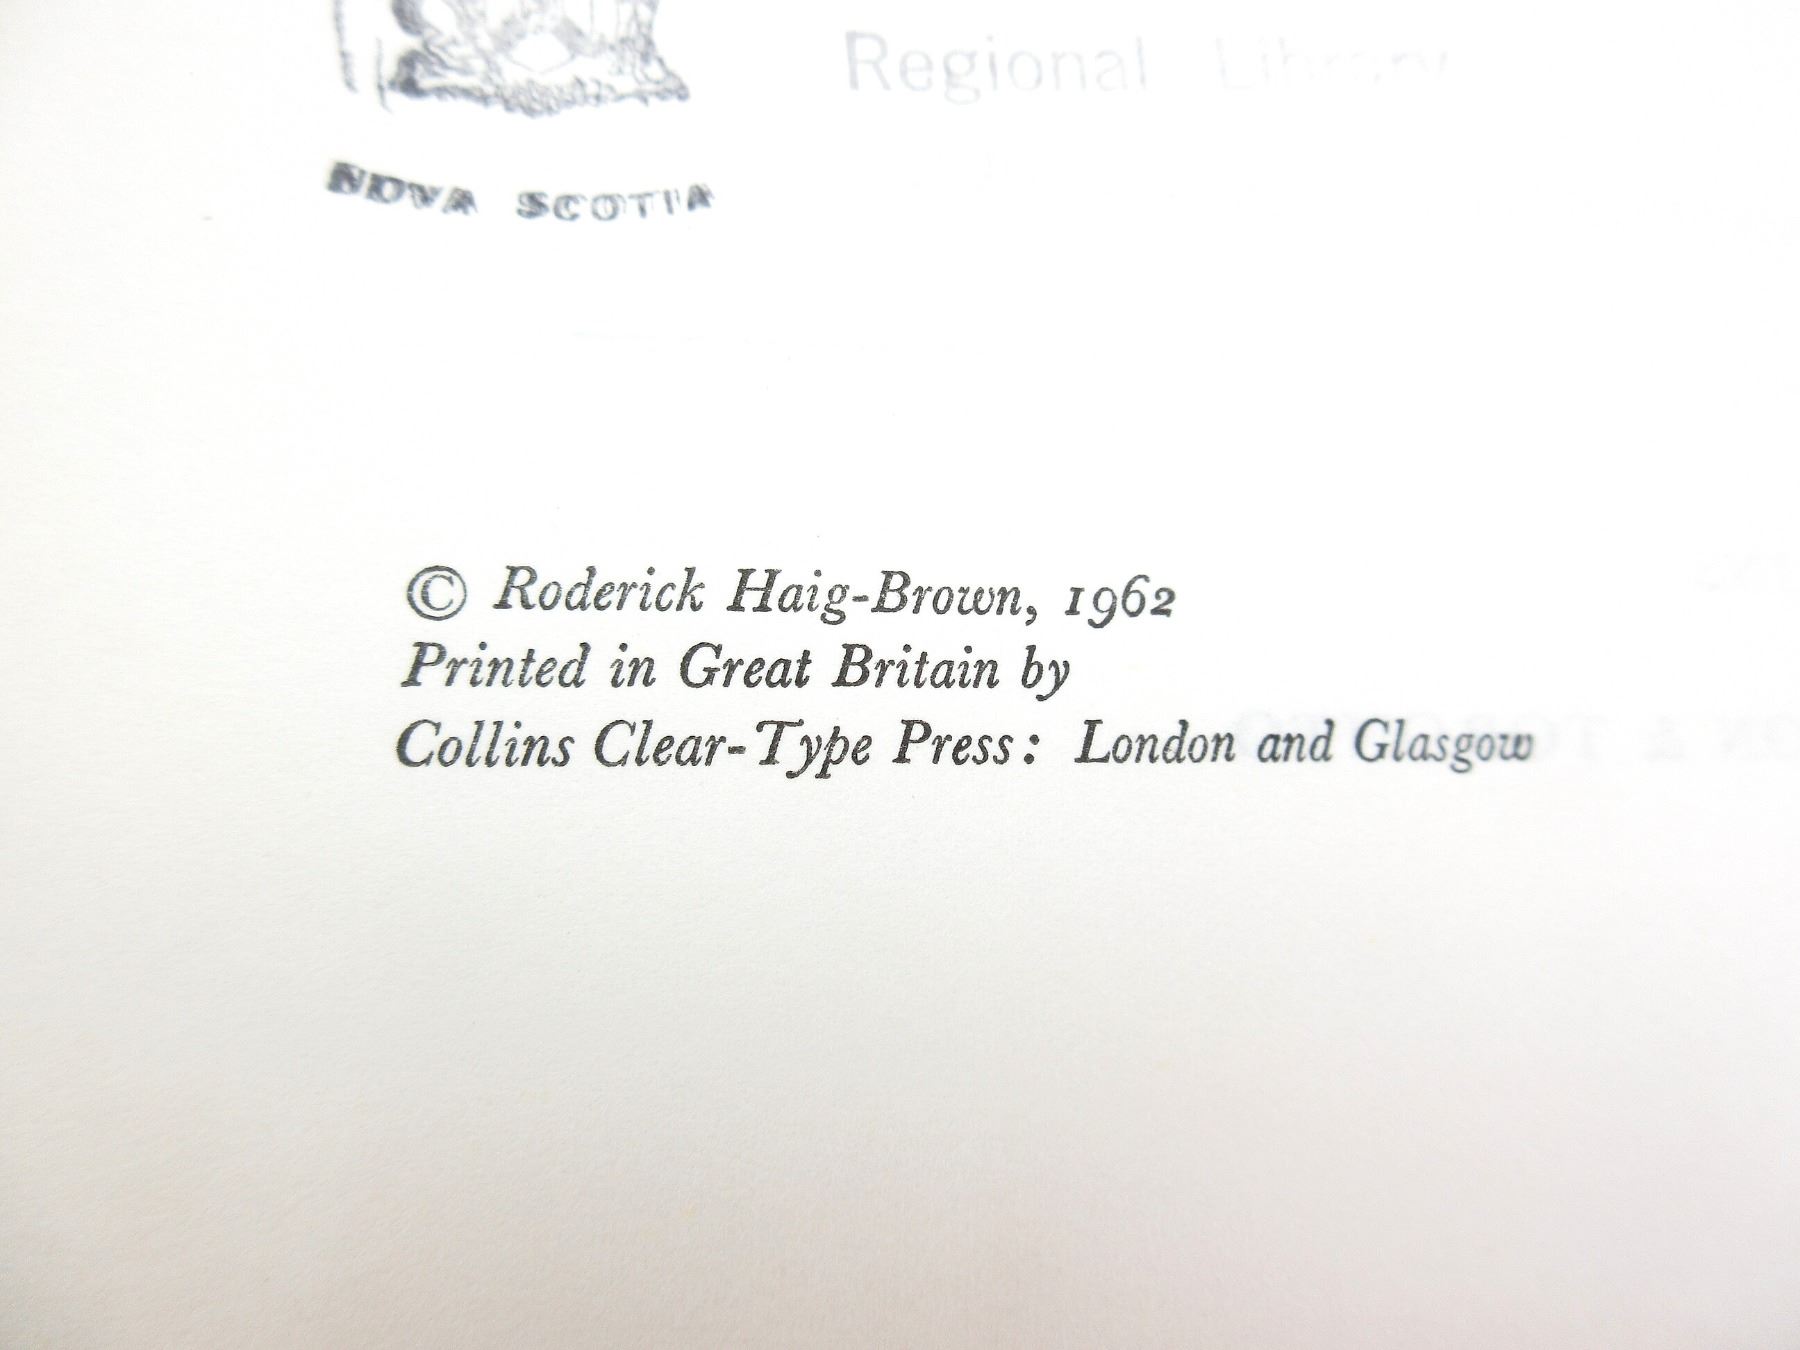 Regional Library
NOVA SCOTIA
© Roderick Haig-Brown, 1962
Printed in Great Britain by
Collins Clear-Type Press: London and Glasgow